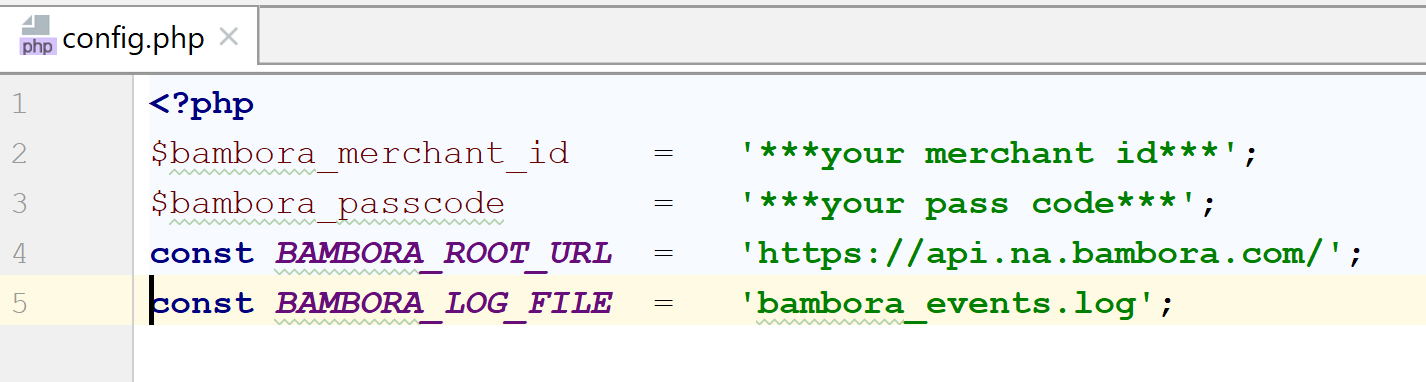 php config.php ×
1 <?php
2 $bambora_merchant_id = '***your merchant id***';
3 $bambora_passcode = '***your pass code***';
4 const BAMBORA_ROOT_URL = 'https://api.na.bambora.com/';
5 const BAMBORA_LOG_FILE = 'bambora_events.log';